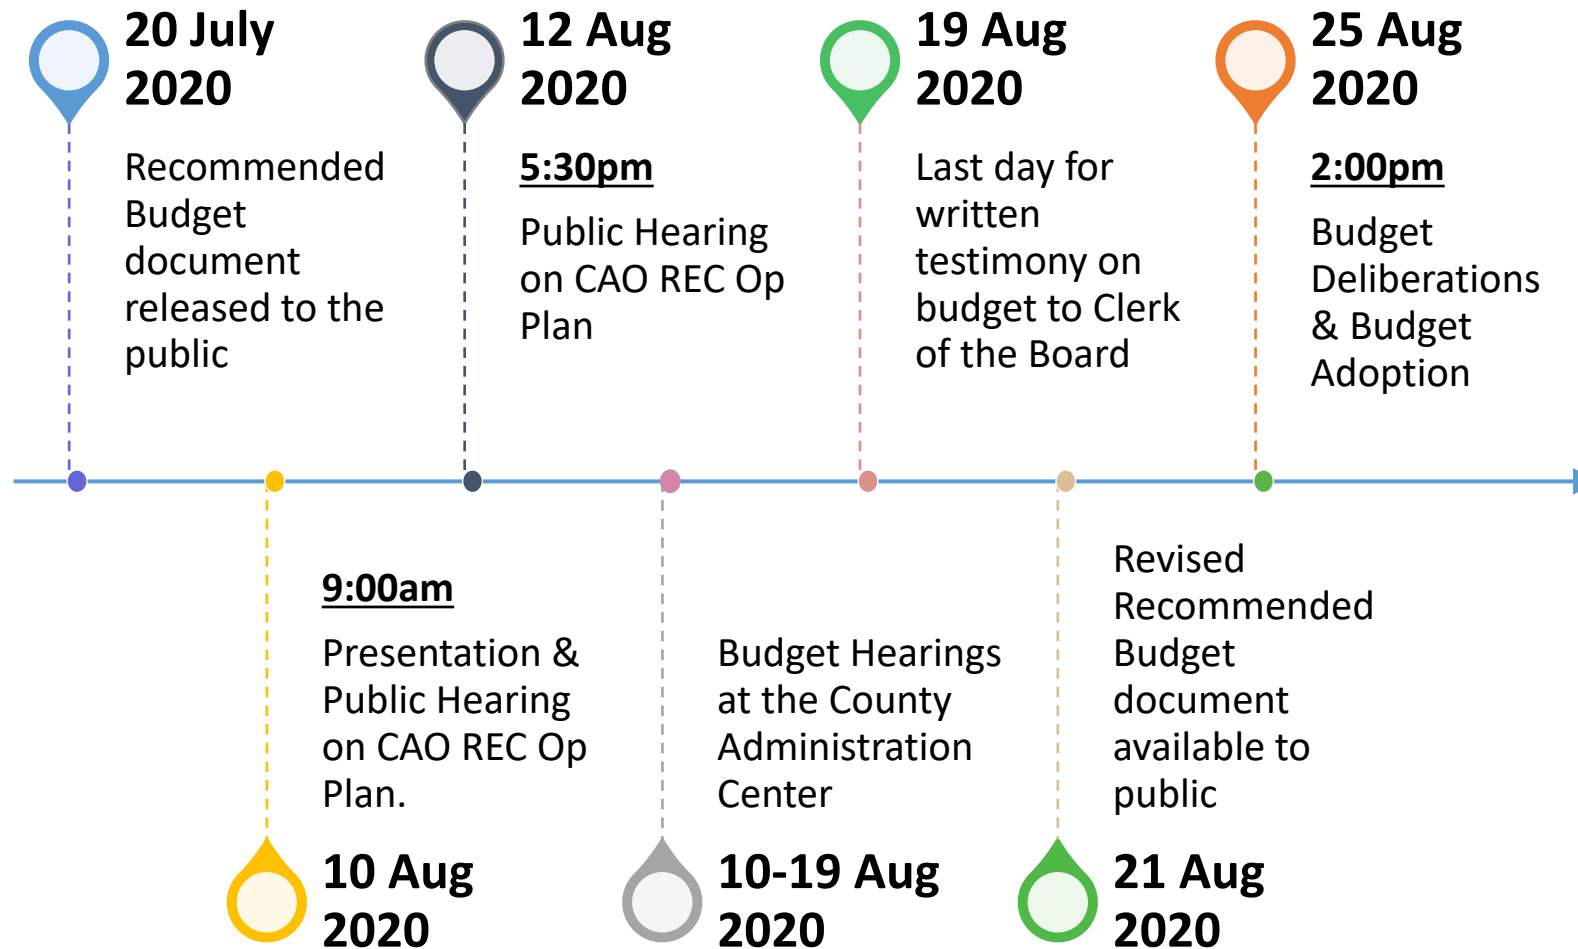 20 July
2020
Recommended
Budget
document
released to the
public
12 Aug
2020
5:30pm
Public Hearing
on CAO REC Op
Plan
19 Aug
2020
Last day for
written
testimony on
budget to Clerk
of the Board
25 Aug
2020
2:00pm
Budget
Deliberations
& Budget
Adoption
9:00am
Presentation &
Public Hearing
on CAO REC Op
Plan.
10 Aug
2020
Budget Hearings
at the County
Administration
Center
10-19 Aug
2020
Revised
Recommended
Budget
document
available to
public
21 Aug
2020